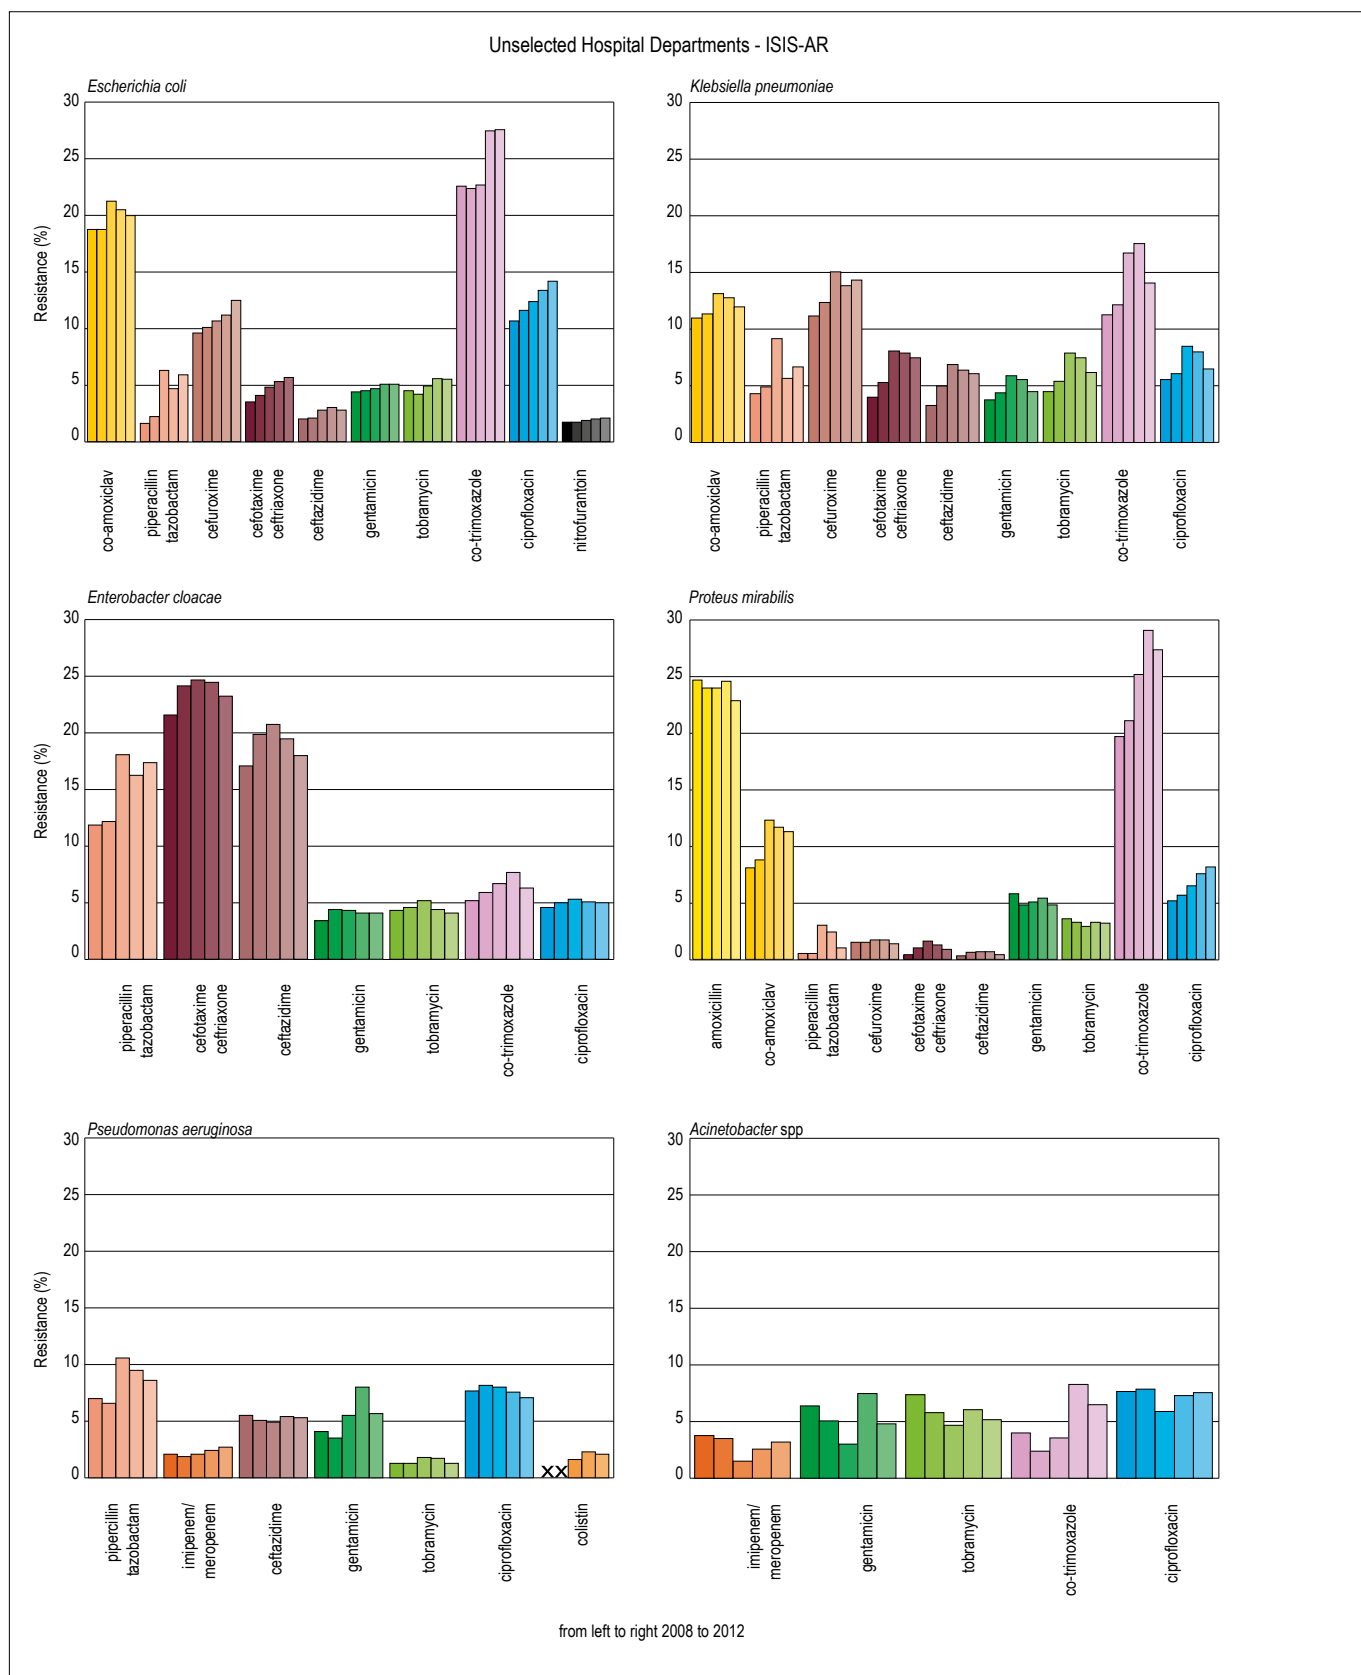 Unselected Hospital Departments - ISIS-AR
Escherichia coli
30
25
20
15
10
5
0
Resistance (%)
co-amoxiclav
piperacillin
tazobactam
cefuroxime
cefotaxime
ceftriaxone
ceftazidime
gentamicin
tobramycin
co-trimoxazole
ciprofloxacin
nitrofurantoin
Klebsiella pneumoniae
30
25
20
15
10
5
0
co-amoxiclav
piperacillin
tazobactam
cefuroxime
cefotaxime
ceftriaxone
ceftazidime
gentamicin
tobramycin
co-trimoxazole
ciprofloxacin
Enterobacter cloacae
30
25
20
15
10
5
0
Resistance (%)
piperacillin
tazobactam
cefotaxime
ceftriaxone
ceftazidime
gentamicin
tobramycin
co-trimoxazole
ciprofloxacin
Proteus mirabilis
30
25
20
15
10
5
0
amoxicillin
co-amoxiclav
piperacillin
tazobactam
cefuroxime
cefotaxime
ceftriaxone
ceftazidime
gentamicin
tobramycin
co-trimoxazole
ciprofloxacin
Pseudomonas aeruginosa
30
25
20
15
10
5
0
Resistance (%)
xx
pipercillin
tazobactam
imipenem/
meropenem
ceftazidime
gentamicin
tobramycin
ciprofloxacin
colistin
Acinetobacter spp
30
25
20
15
10
5
0
imipenem/
meropenem
gentamicin
tobramycin
co-trimoxazole
ciprofloxacin
from left to right 2008 to 2012